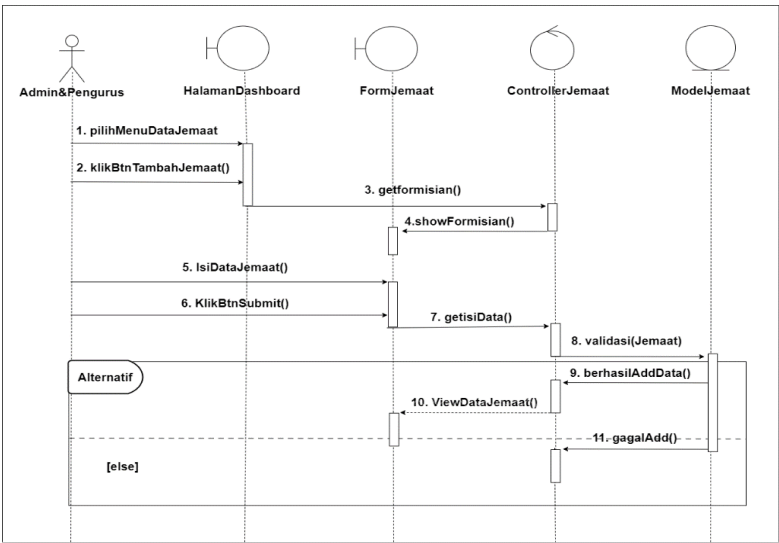 Admin&Pengurus
HalamanDashboard
FormJemaat
ControllerJemaat
ModelJemaat
1. pilihMenuDataJemaat
2. klikBtnTambahJemaat()
3. getformisian()
4.showFormisian()
5. IsiDataJemaat()
6. KlikBtnSubmit()
7. getisiData()
8. validasi(Jemaat)
Alternatif
9. berhasilAddData()
10. ViewDataJemaat()
11. gagalAdd()
[else]